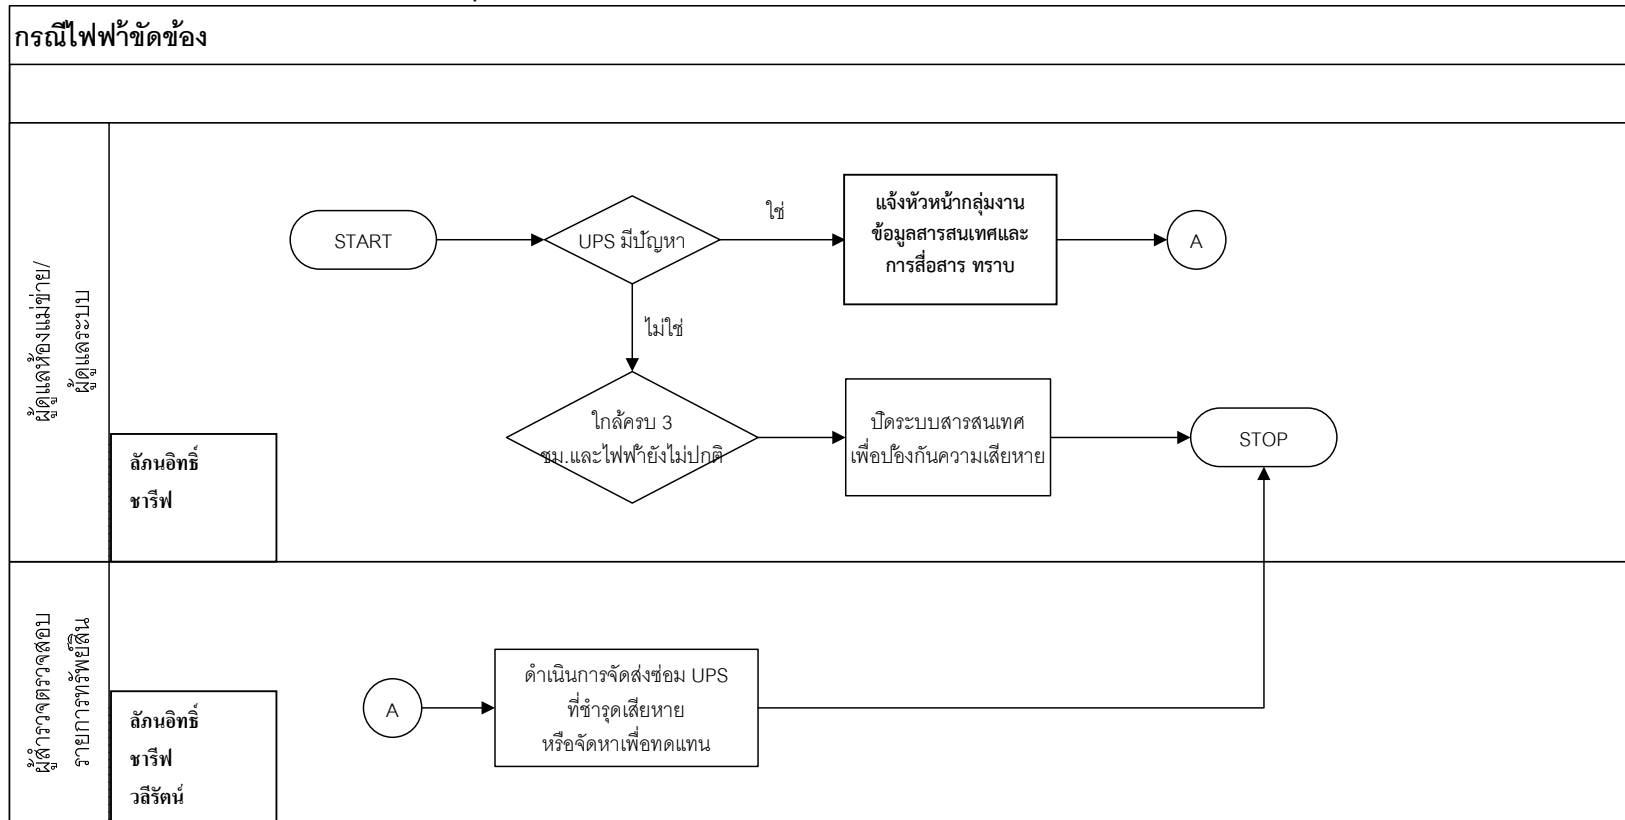 กรณีไฟฟ้าขัดข้อง
ผู้ดูแลห้องแม่ข่าย/
ผู้ดูแลระบบ
START
UPS มีปัญหา
ใช่
แจ้งหัวหน้ากลุ่มงาน
ข้อมูลสารสนเทศและ
การสื่อสาร ทราบ
A
ไม่ใช่
ใกล้ครบ 3
ชม.และไฟฟ้ายังไม่ปกติ
ปิดระบบสารสนเทศ
เพื่อป้องกันความเสียหาย
STOP
ลัภนอิทธิ์
ชารีฟ
ผู้สำรวจตรวจสอบ
รายการทรัพย์สิน
A
ดำเนินการจัดส่งซ่อม UPS
ที่ชำรุดเสียหาย
หรือจัดหาเพื่อทดแทน
ลัภนอิทธิ์
ชารีฟ
วลีรัตน์